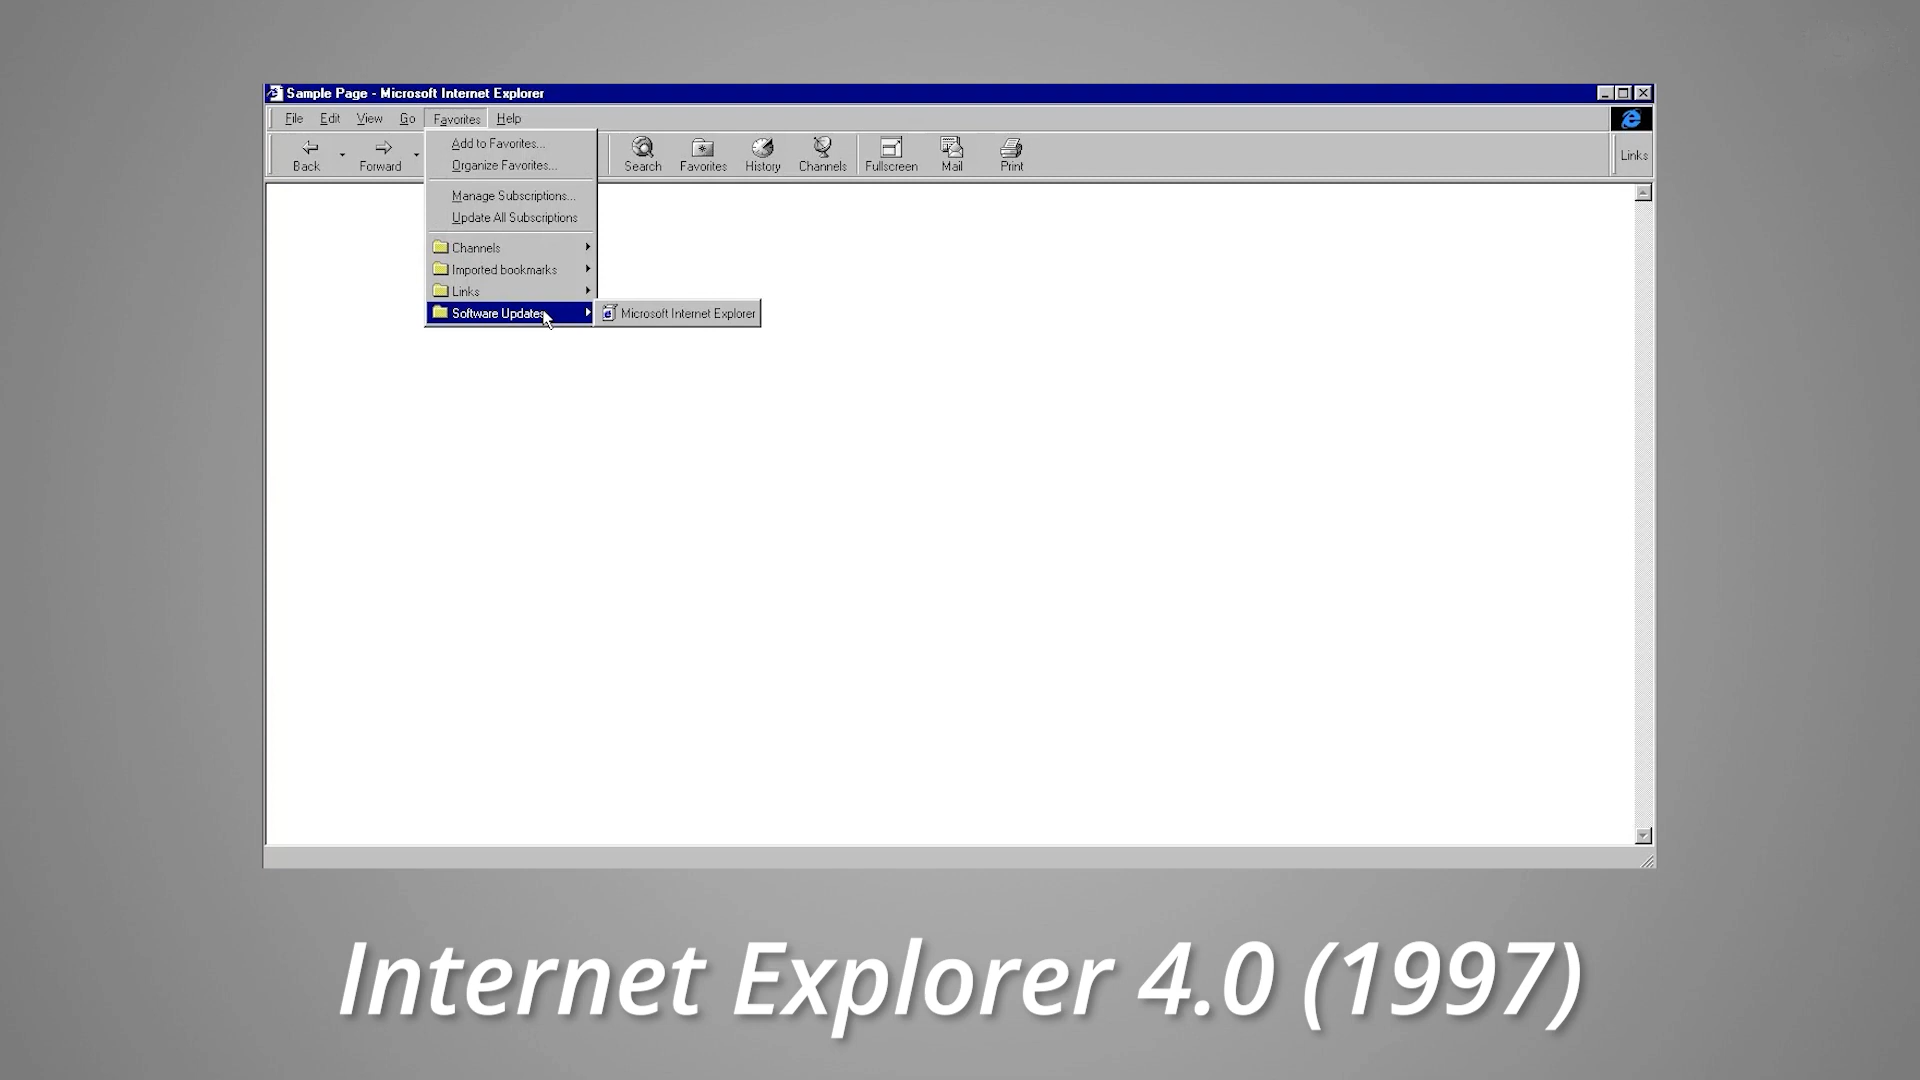 Sample Page - Microsoft Internet Explorer
File Edit View Go Favorites Help
Back Forward Search Favorites History Channels Fullscreen Mail Print Links
Add to Favorites...
Organize Favorites...
Manage Subscriptions...
Update All Subscriptions
Channels
Imported bookmarks
Links
Software Updates Microsoft Internet Explorer
Internet Explorer 4.0 (1997)